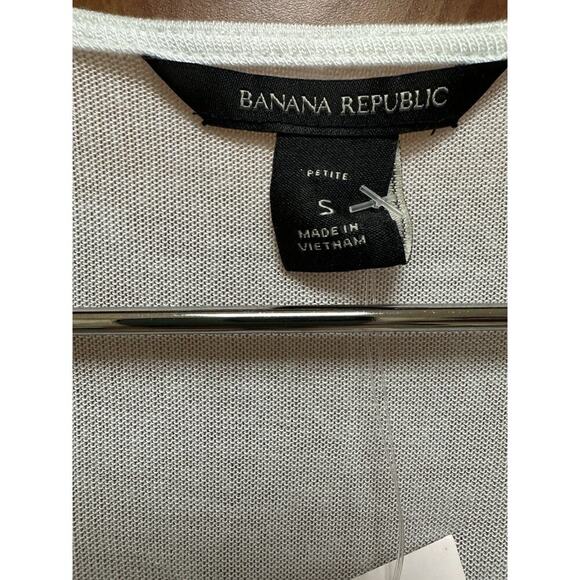 BANANA REPUBLIC
PETITE
S
MADE IN
VIETNAM